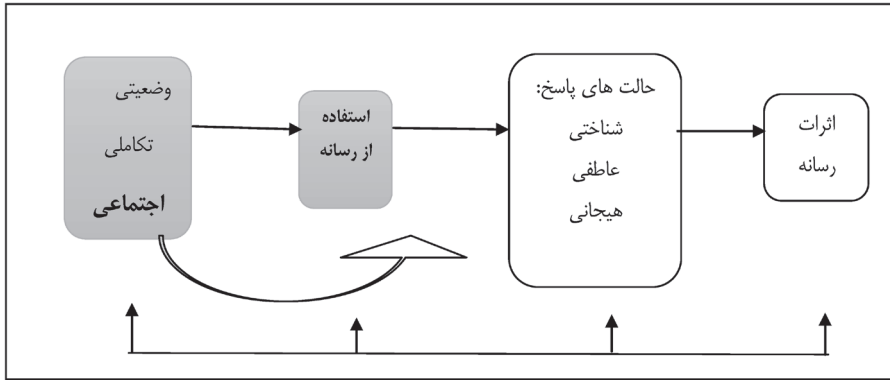 وضعیتی
تکاملی
اجتماعی
استفاده
از رسانه
حالت های پاسخ:
شناختی
عاطفی
هیجانی
اثرات
رسانه